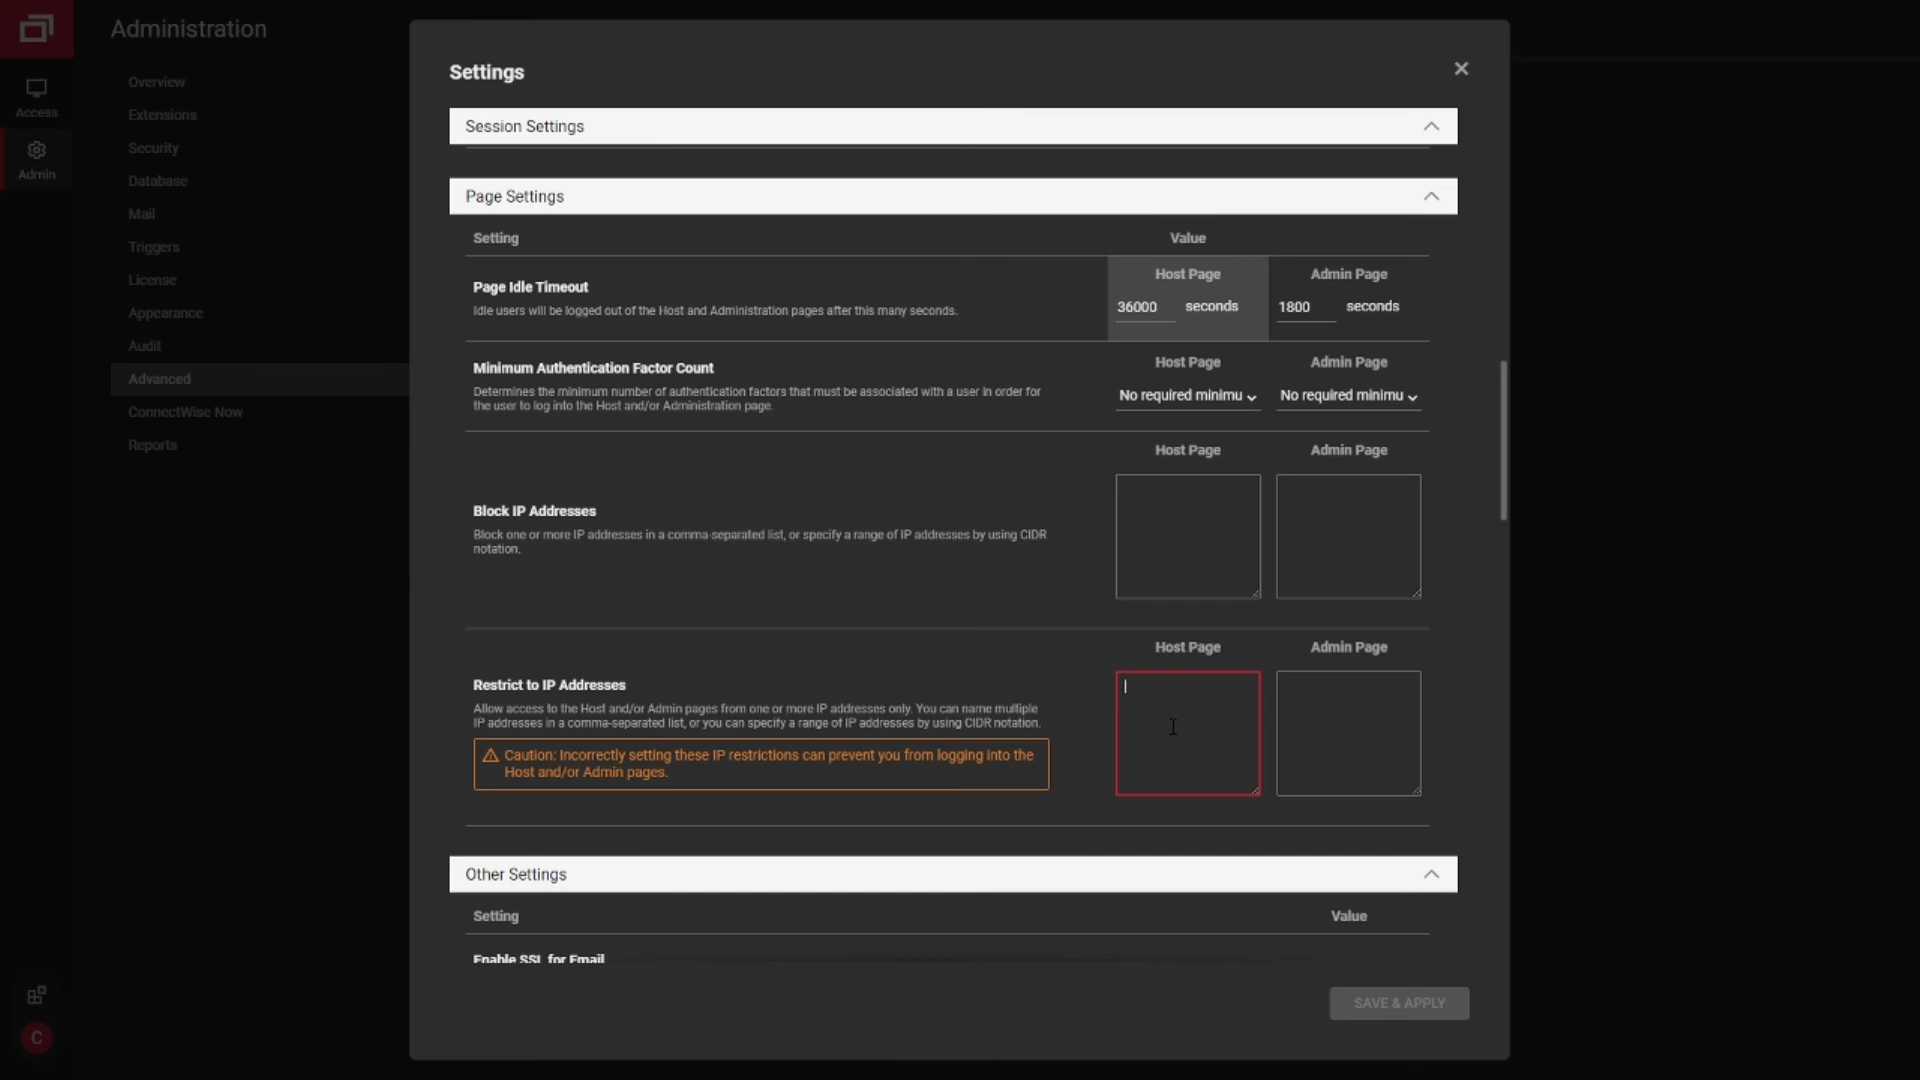 Administration
Access
Admin
Overview
Extensions
Security
Database
Mail
Triggers
License
Appearance
Audit
Advanced
ConnectWise Now
Reports
C
Settings
Session Settings
Page Settings
Setting Value
Page Idle Timeout
Idle users will be logged out of the Host and Administration pages after this many seconds.
Host Page Admin Page
36000 seconds 1800 seconds
Minimum Authentication Factor Count
Determines the minimum number of authentication factors that must be associated with a user in order for
the user to log into the Host and/or Administration page.
Host Page Admin Page
No required minimu No required minimu
Host Page Admin Page
Block IP Addresses
Block one or more IP addresses in a comma-separated list, or specify a range of IP addresses by using CIDR
notation.
Host Page Admin Page
Restrict to IP Addresses
Allow access to the Host and/or Admin pages from one or more IP addresses only. You can name multiple
IP addresses in a comma-separated list, or you can specify a range of IP addresses by using CIDR notation.
Caution: Incorrectly setting these IP restrictions can prevent you from logging into the
Host and/or Admin pages.
Other Settings
Setting Value
Enable SSL for Email
SAVE & APPLY